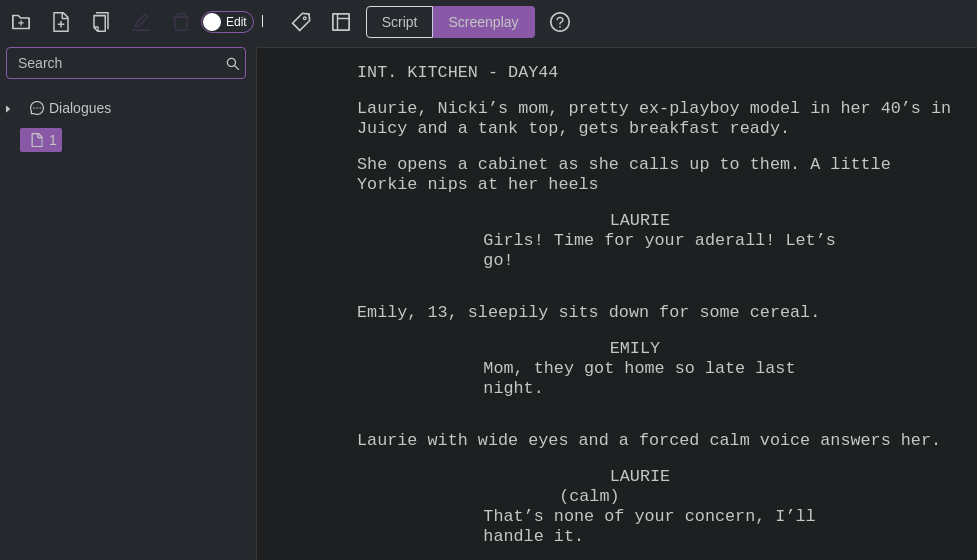 Edit
Script
Screenplay
Search
Dialogues
1
INT. KITCHEN - DAY44
Laurie, Nicki’s mom, pretty ex-playboy model in her 40’s in
Juicy and a tank top, gets breakfast ready.
She opens a cabinet as she calls up to them. A little
Yorkie nips at her heels
LAURIE
Girls! Time for your aderall! Let’s
go!
Emily, 13, sleepily sits down for some cereal.
EMILY
Mom, they got home so late last
night.
Laurie with wide eyes and a forced calm voice answers her.
LAURIE
(calm)
That’s none of your concern, I’ll
handle it.